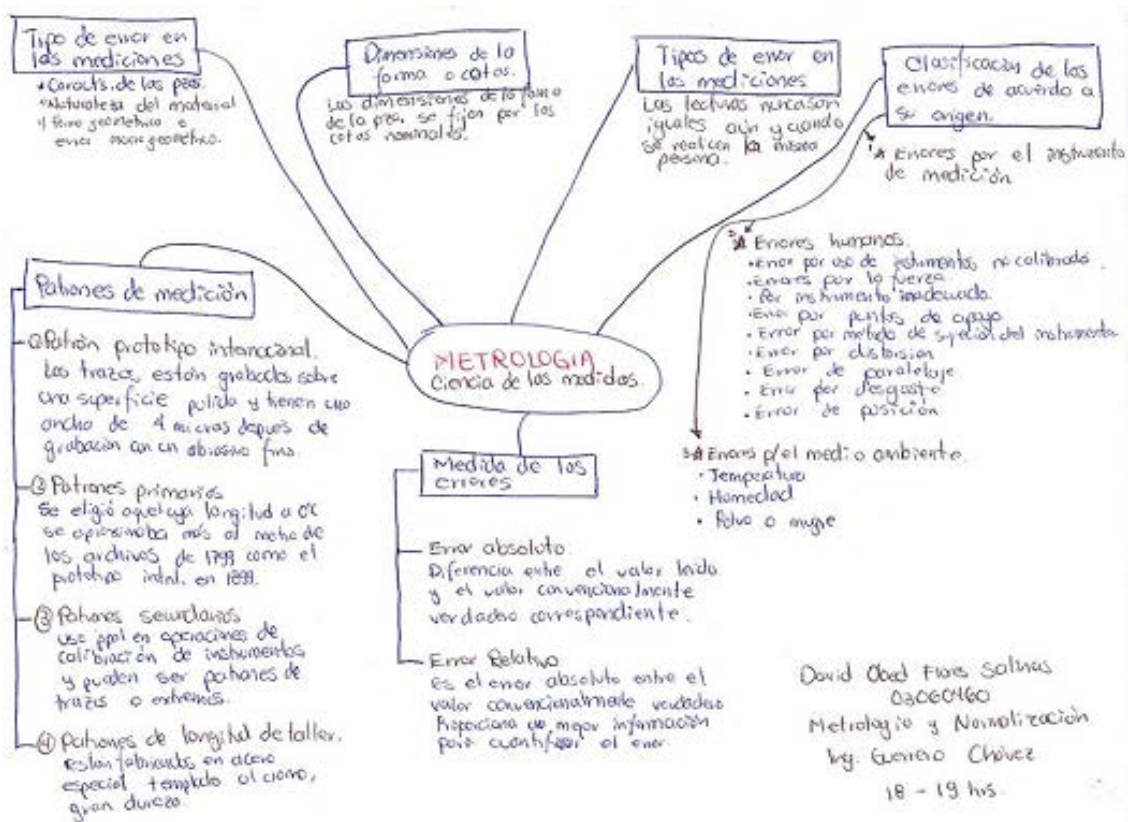 Tipo de error en
las mediciones
• Caract's. de las pzas.
• Naturaleza del material
• forma geométrica o
error macrogeométrico.
Dimensiones de la
forma o cotas.
Las dimensiones de la forma
de la pza. se fijan por las
cotas nominales.
Tipos de error en
las mediciones
Las lecturas nunca son
iguales aún y cuando
se realicen la misma
persona.
Clasificación de los
errores de acuerdo a
su origen.
Errores por el instrumento
de medición
Errores humanos.
• Error por uso de instrumentos no calibrado.
• Errores por la fuerza
• Por instrumento inadecuado.
• Error por puntos de apoyo
• Error por metodo de sujeción del instrumento
• Error por distorsión
• Error de paralelaje
• Error por desgaste
• Error de posición
Errores p/el medio ambiente.
• Temperatura
• Humedad
• Polvo o mugre
METROLOGIA
Ciencia de las medidas.
Patrones de medición
① Patrón prototipo internacional.
Los trazos, están grabados sobre
una superficie pulida y tienen un
ancho de 4 micras después de
grabación con un abrasivo fino.
② Patrones primarios
Se eligió aquel cuya longitud a 0°C
se aproximaba más al metro de
los archivos de 1799 como el
prototipo intnl. en 1899.
③ Patrones secundarios
uso ppal en operaciones de
calibración de instrumentos
y pueden ser patrones de
trazos o extremos.
④ Patrones de longitud de taller.
están fabricados en acero
especial templado al cromo,
gran dureza
Medida de los
errores
Error absoluto.
Diferencia entre el valor leído
y el valor convencionalmente
verdadero correspondiente.
Error Relativo
Es el error absoluto entre el
valor convencionalmente verdadero
Proporciona mejor información
para cuantificar el error.
David Obed Flores Salinas
03060460
Metrologia y Normalización
Ing. Guerrero Chávez
18 - 19 hrs.